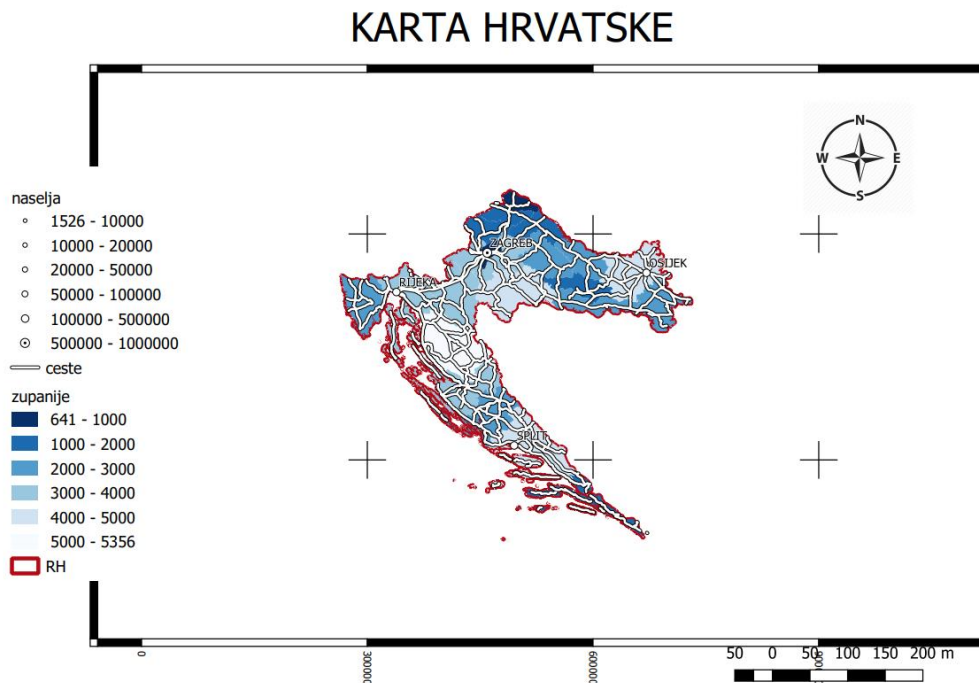 KARTA HRVATSKE
N
W E
S
naselja
1526 - 10000
10000 - 20000
20000 - 50000
50000 - 100000
100000 - 500000
500000 - 1000000
ceste
zupanije
641 - 1000
1000 - 2000
2000 - 3000
3000 - 4000
4000 - 5000
5000 - 5356
RH
ZAGREB
OSIJEK
RIJEKA
SPLIT
0
50 0 50 100 150 200 m